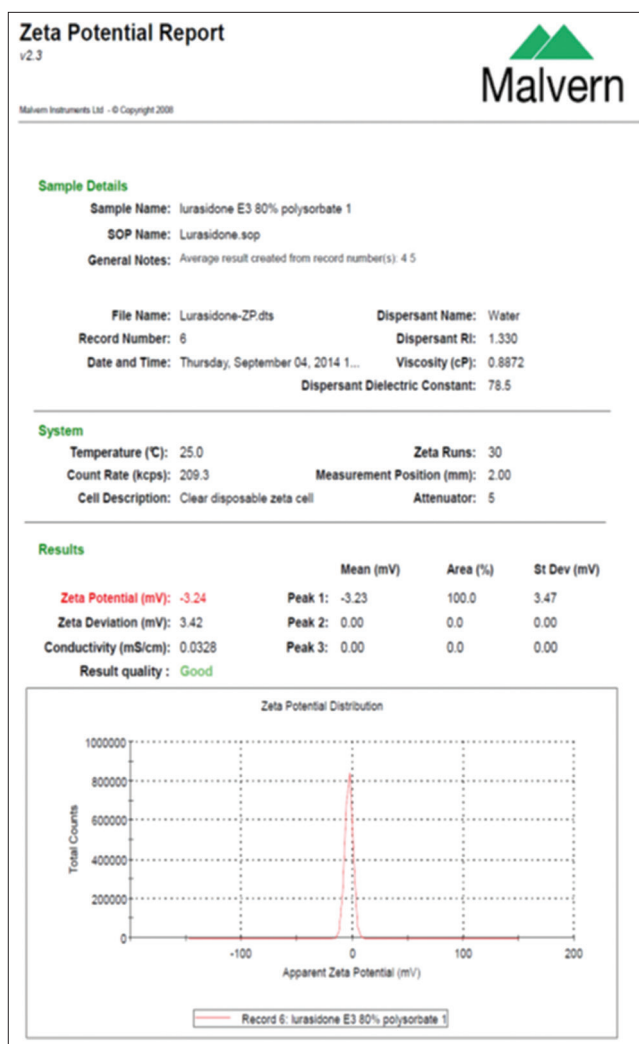 Zeta Potential Report
v2.3
Malvern
Malvern Instruments Ltd - © Copyright 2008
Sample Details
Sample Name: lurasidone E3 80% polysorbate 1
SOP Name: Lurasidone.sop
General Notes: Average result created from record number(s): 4 5
File Name: Lurasidone-ZP.dts Dispersant Name: Water
Record Number: 6 Dispersant RI: 1.330
Date and Time: Thursday, September 04, 2014 1... Viscosity (cP): 0.8872
Dispersant Dielectric Constant: 78.5
System
Temperature (°C): 25.0 Zeta Runs: 30
Count Rate (kcps): 209.3 Measurement Position (mm): 2.00
Cell Description: Clear disposable zeta cell Attenuator: 5
Results
Mean (mV) Area (%) St Dev (mV)
Zeta Potential (mV): -3.24 Peak 1: -3.23 100.0 3.47
Zeta Deviation (mV): 3.42 Peak 2: 0.00 0.0 0.00
Conductivity (mS/cm): 0.0328 Peak 3: 0.00 0.0 0.00
Result quality : Good
Zeta Potential Distribution
1000000
800000
600000
400000
200000
0
Total Counts
-100 0 100 200
Apparent Zeta Potential (mV)
Record 6: lurasidone E3 80% polysorbate 1